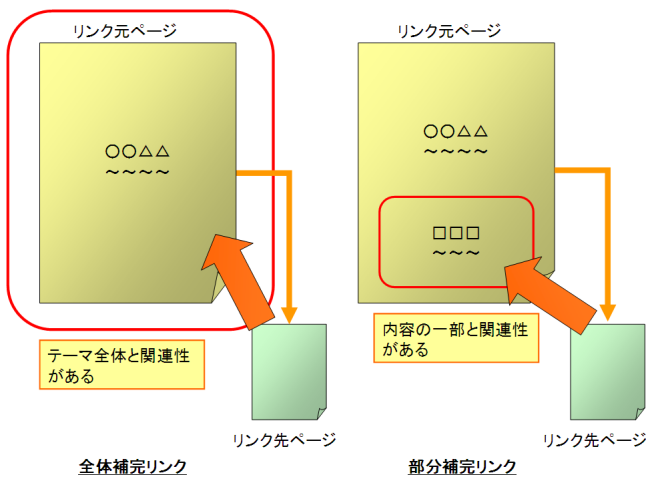 リンク元ページ
○○△△
～～～～
テーマ全体と関連性
がある
リンク先ページ
全体補完リンク
リンク元ページ
○○△△
～～～～
□□□
～～～
内容の一部と関連性
がある
リンク先ページ
部分補完リンク